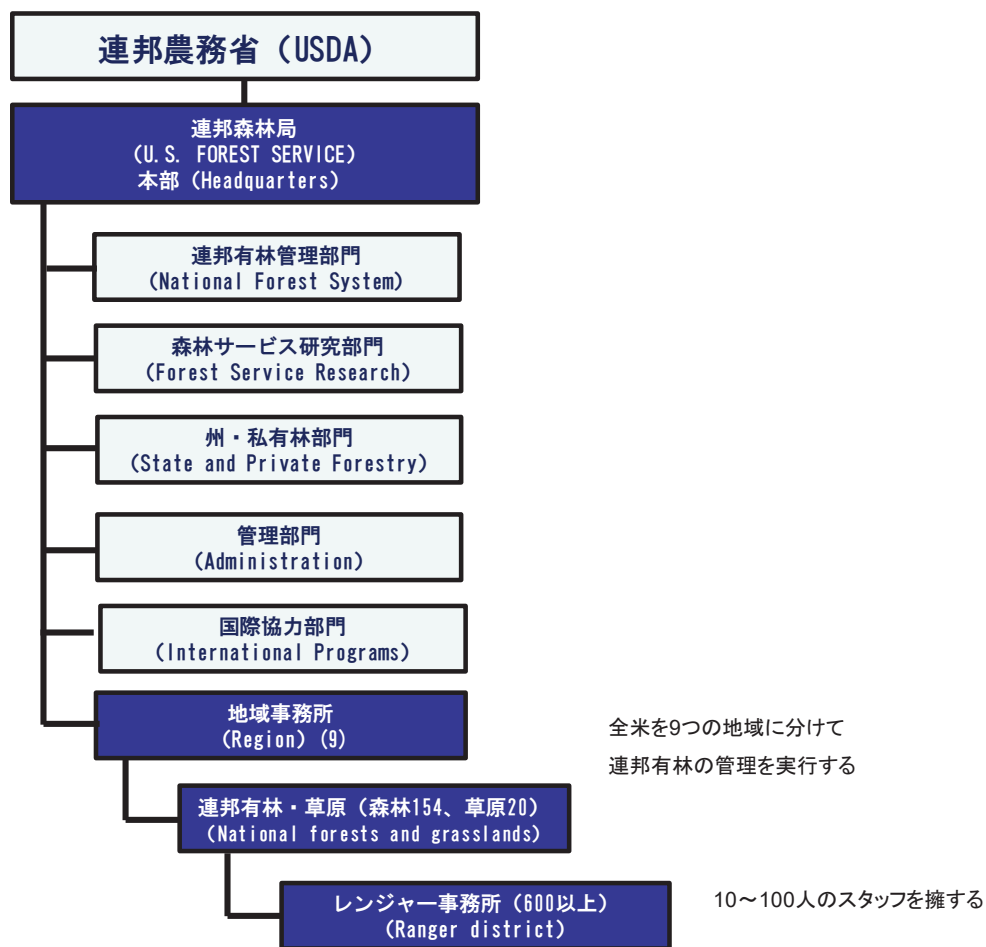 連邦農務省（USDA）
連邦森林局
（U.S. FOREST SERVICE）
本部（Headquarters）
連邦有林管理部門
（National Forest System）
森林サービス研究部門
（Forest Service Research）
州・私有林部門
（State and Private Forestry）
管理部門
（Administration）
国際協力部門
（International Programs）
地域事務所
（Region）（9）
全米を9つの地域に分けて
連邦有林の管理を実行する
連邦有林・草原（森林154、草原20）
（National forests and grasslands）
レンジャー事務所（600以上）
（Ranger district）
10～100人のスタッフを擁する